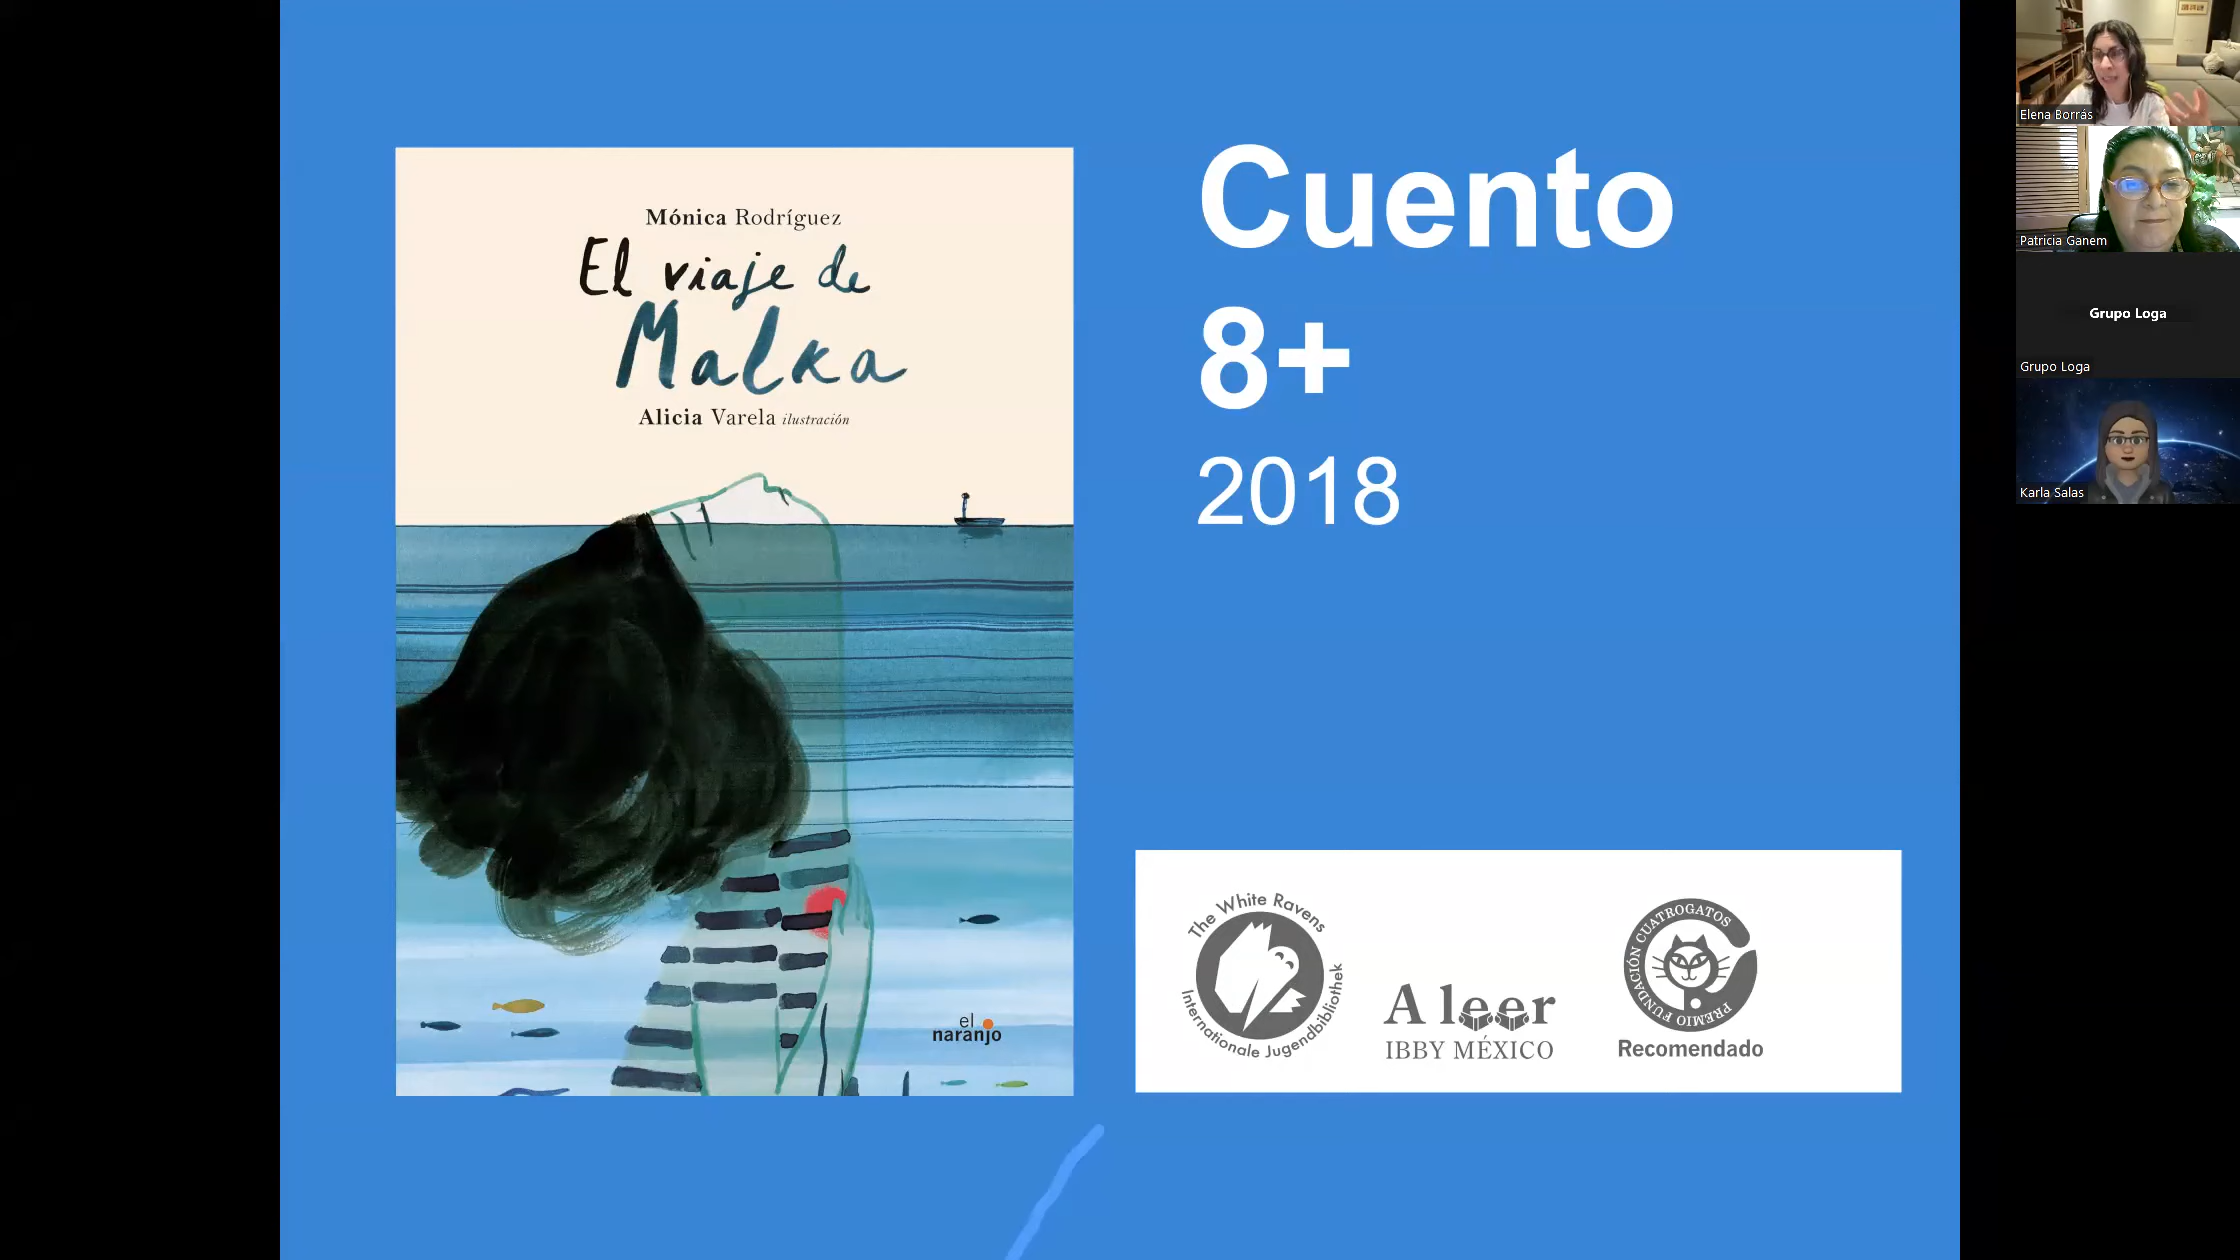 Mónica Rodríguez
El viaje de
Malka
Alicia Varela ilustración
el
naranjo
Cuento
8+
2018
The White Ravens
Internationale Jugendbibliothek
A leer
IBBY MÉXICO
PREMIO FUNDACIÓN CUATROGATOS
Recomendado
Elena Borrás
Patricia Ganem
Grupo Loga
Grupo Loga
Karla Salas